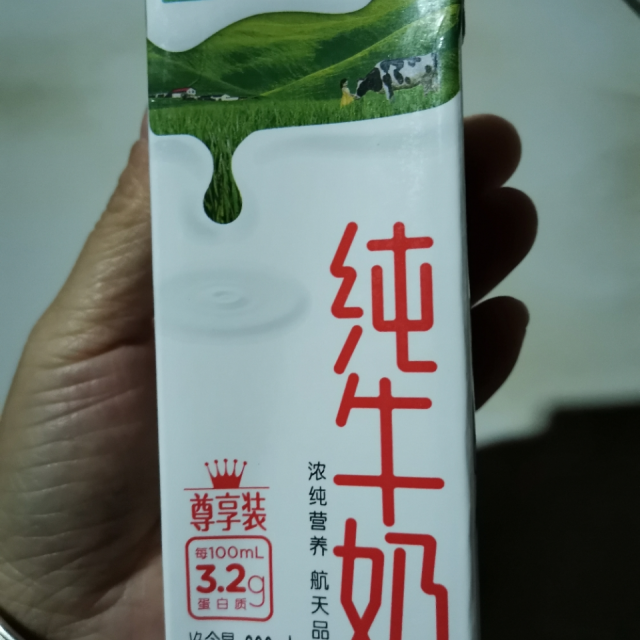 纯牛奶
浓纯营养 航天品
尊享装
每100mL
3.2g
蛋白质